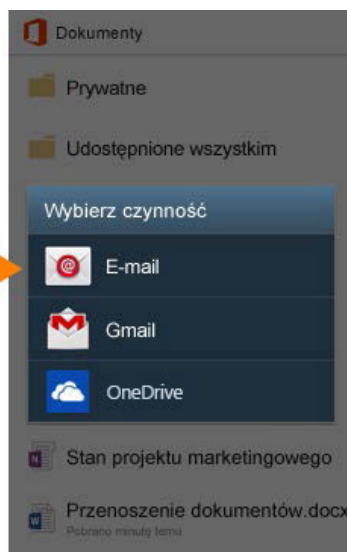 Dokumenty
Prywatne
Udostępnione wszystkim
Wybierz czynność
E-mail
Gmail
OneDrive
Stan projektu marketingowego
Przenoszenie dokumentów.docx
Pobrano minutę temu